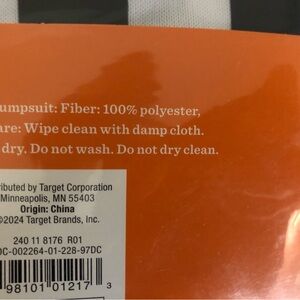 umpsuit: Fiber: 100% polyester,
are: Wipe clean with damp cloth.
dry. Do not wash. Do not dry clean.
ributed by Target Corporation
Minneapolis, MN 55403
Origin: China
©2024 Target Brands, Inc.
240 11 8176 R01
DC-002264-01-228-97DC
98101 01217 3